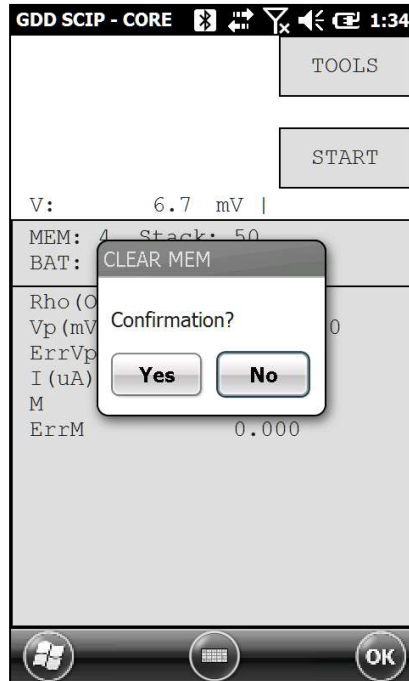 GDD SCIP - CORE 1:34
TOOLS
START
V: 6.7 mV |
MEM: 4 Stack: 50
BAT:
CLEAR MEM
Rho(O
Confirmation?
Vp(mV 0
ErrVp
Yes No
I(uA)
M
ErrM 0.000
OK